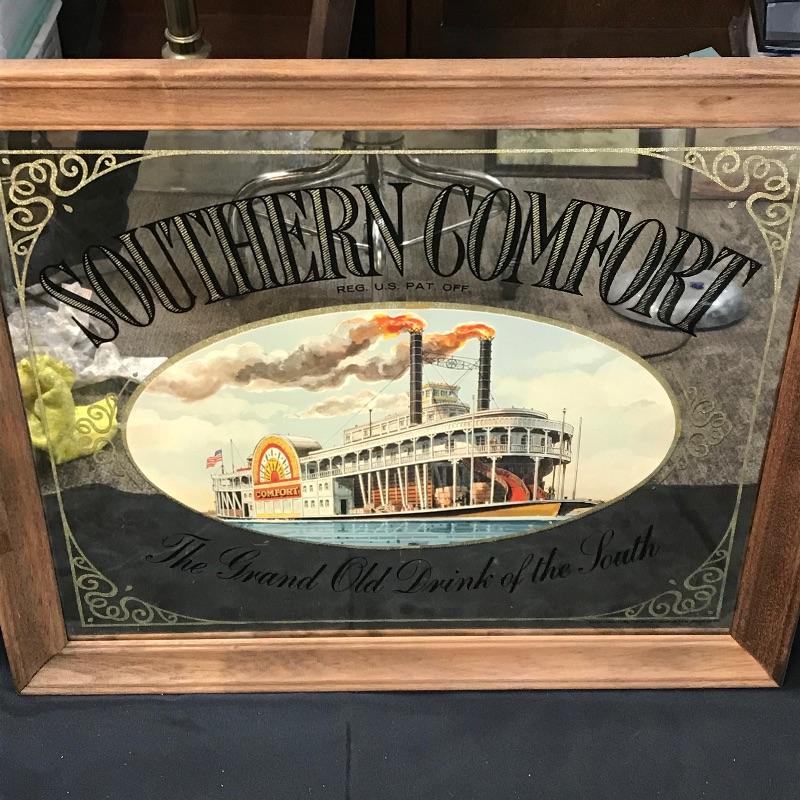 SOUTHERN COMFORT
REG. U.S. PAT. OFF.
COMFORT
The Grand Old Drink of the South